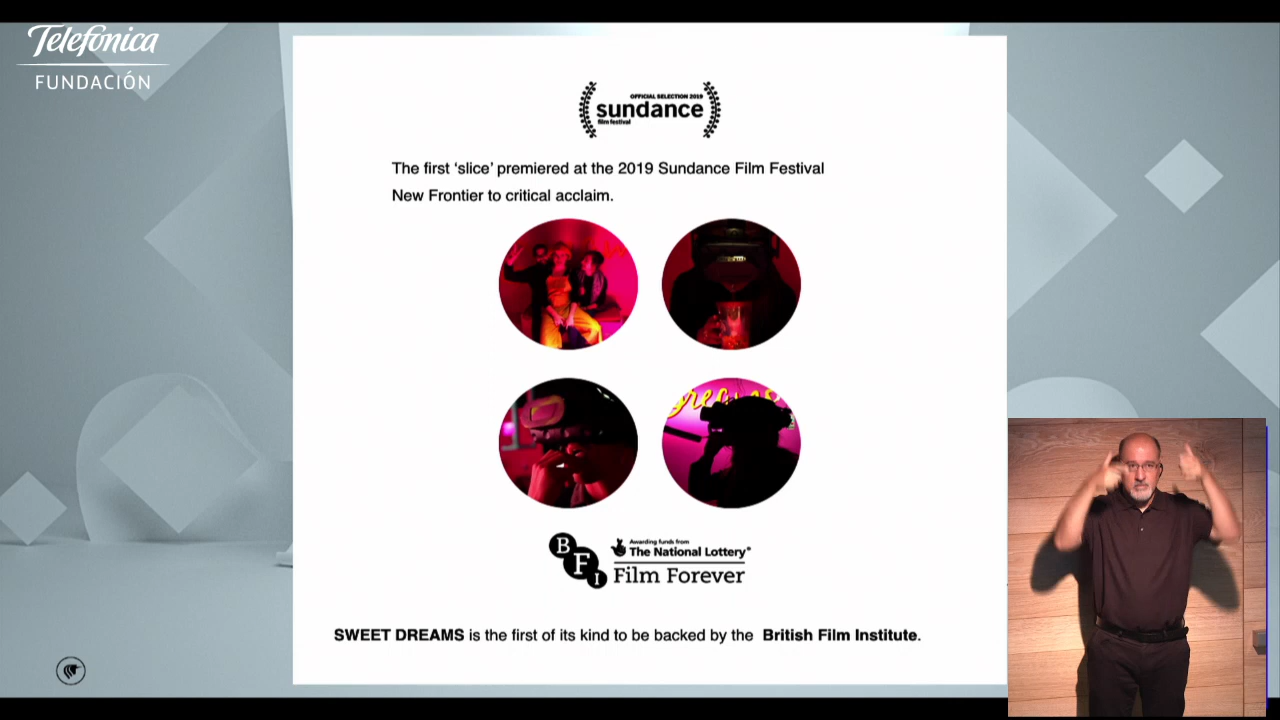 Telefónica
FUNDACIÓN
OFFICIAL SELECTION 2019
sundance
film festival
The first ‘slice’ premiered at the 2019 Sundance Film Festival
New Frontier to critical acclaim.
BFI
Awarding funds from
The National Lottery®
Film Forever
SWEET DREAMS is the first of its kind to be backed by the British Film Institute.